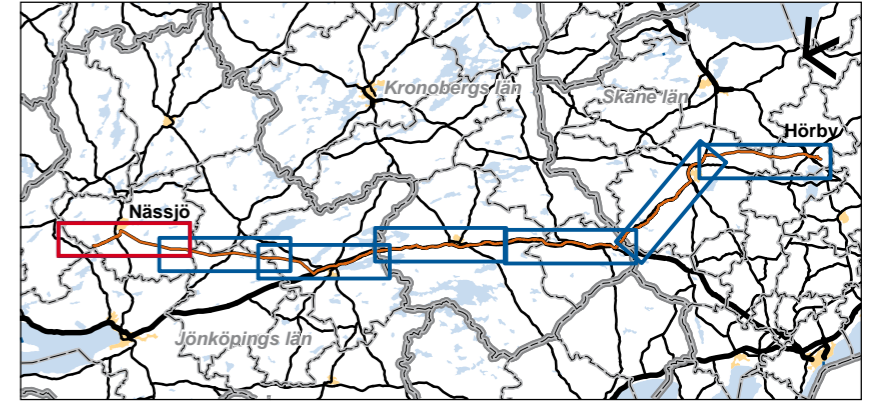 Kronobergs län
Skåne län
Hörby
Nässjö
Jönköpings län